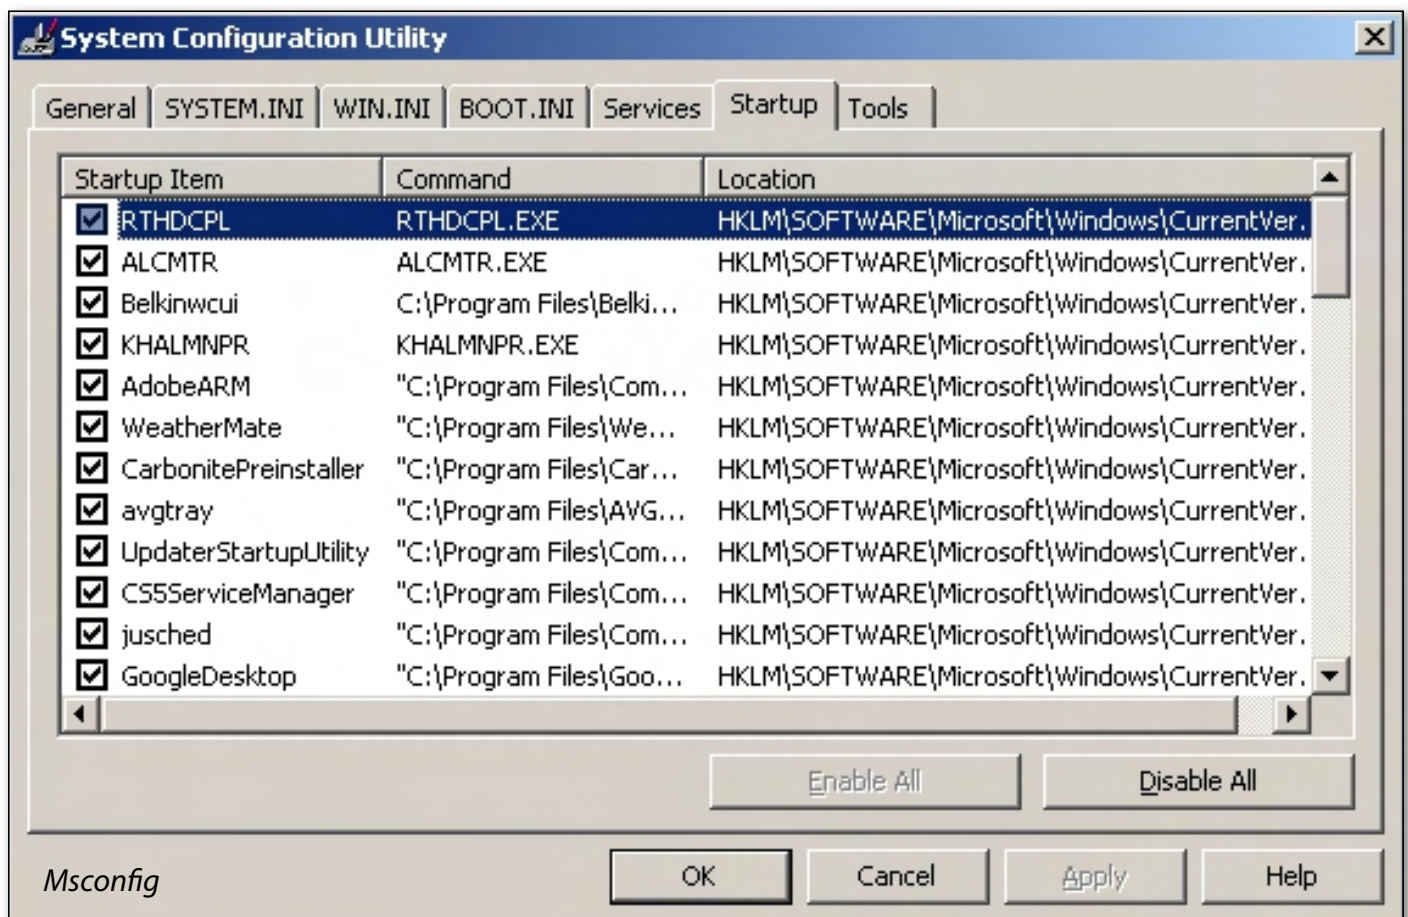 System Configuration Utility
General SYSTEM.INI WIN.INI BOOT.INI Services Startup Tools
Startup Item Command Location
RTHDCPL RTHDCPL.EXE HKLM\SOFTWARE\Microsoft\Windows\CurrentVer.
ALCMTR ALCMTR.EXE HKLM\SOFTWARE\Microsoft\Windows\CurrentVer.
Belkinwcui C:\Program Files\Belki... HKLM\SOFTWARE\Microsoft\Windows\CurrentVer.
KHALMNPR KHALMNPR.EXE HKLM\SOFTWARE\Microsoft\Windows\CurrentVer.
AdobeARM "C:\Program Files\Com... HKLM\SOFTWARE\Microsoft\Windows\CurrentVer.
WeatherMate "C:\Program Files\We... HKLM\SOFTWARE\Microsoft\Windows\CurrentVer.
CarbonitePreinstaller "C:\Program Files\Car... HKLM\SOFTWARE\Microsoft\Windows\CurrentVer.
avgtray "C:\Program Files\AVG... HKLM\SOFTWARE\Microsoft\Windows\CurrentVer.
UpdaterStartupUtility "C:\Program Files\Com... HKLM\SOFTWARE\Microsoft\Windows\CurrentVer.
CS5ServiceManager "C:\Program Files\Com... HKLM\SOFTWARE\Microsoft\Windows\CurrentVer.
jusched "C:\Program Files\Com... HKLM\SOFTWARE\Microsoft\Windows\CurrentVer.
GoogleDesktop "C:\Program Files\Goo... HKLM\SOFTWARE\Microsoft\Windows\CurrentVer.
Enable All Disable All
Msconfig OK Cancel Apply Help